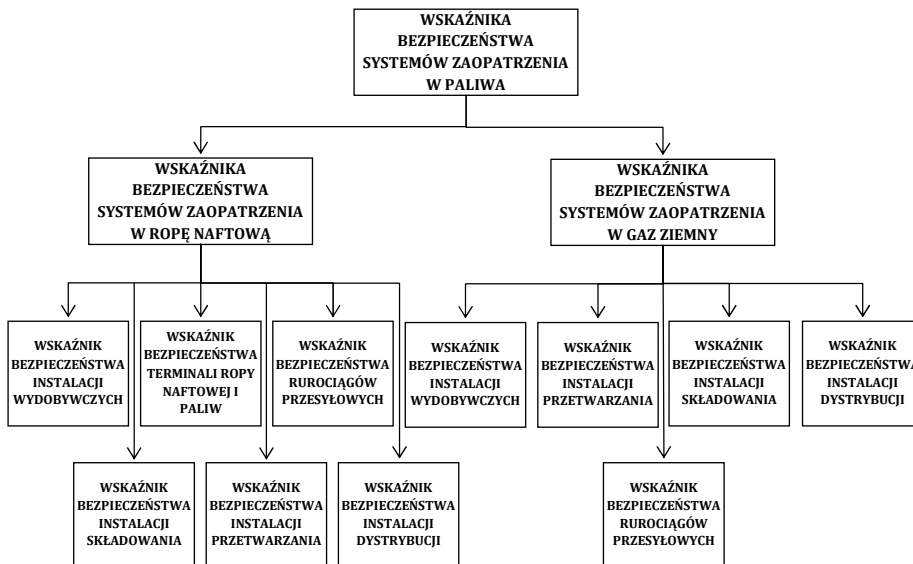 WSKAŹNIKA
BEZPIECZEŃSTWA
SYSTEMÓW ZAOPATRZENIA
W PALIWA
WSKAŹNIKA
BEZPIECZEŃSTWA
SYSTEMÓW ZAOPATRZENIA
W ROPĘ NAFTOWĄ
WSKAŹNIKA
BEZPIECZEŃSTWA
SYSTEMÓW ZAOPATRZENIA
W GAZ ZIEMNY
WSKAŹNIK
BEZPIECZEŃSTWA
INSTALACJI
WYDOBYWCZYCH
WSKAŹNIK
BEZPIECZEŃSTWA
TERMINALI ROPY
NAFTOWEJ I
PALIW
WSKAŹNIK
BEZPIECZEŃSTWA
RUROCIĄGÓW
PRZESYŁOWYCH
WSKAŹNIK
BEZPIECZEŃSTWA
INSTALACJI
WYDOBYWCZYCH
WSKAŹNIK
BEZPIECZEŃSTWA
INSTALACJI
PRZETWARZANIA
WSKAŹNIK
BEZPIECZEŃSTWA
INSTALACJI
SKŁADOWANIA
WSKAŹNIK
BEZPIECZEŃSTWA
INSTALACJI
DYSTRYBUCJI
WSKAŹNIK
BEZPIECZEŃSTWA
INSTALACJI
SKŁADOWANIA
WSKAŹNIK
BEZPIECZEŃSTWA
INSTALACJI
PRZETWARZANIA
WSKAŹNIK
BEZPIECZEŃSTWA
INSTALACJI
DYSTRYBUCJI
WSKAŹNIK
BEZPIECZEŃSTWA
RUROCIĄGÓW
PRZESYŁOWYCH